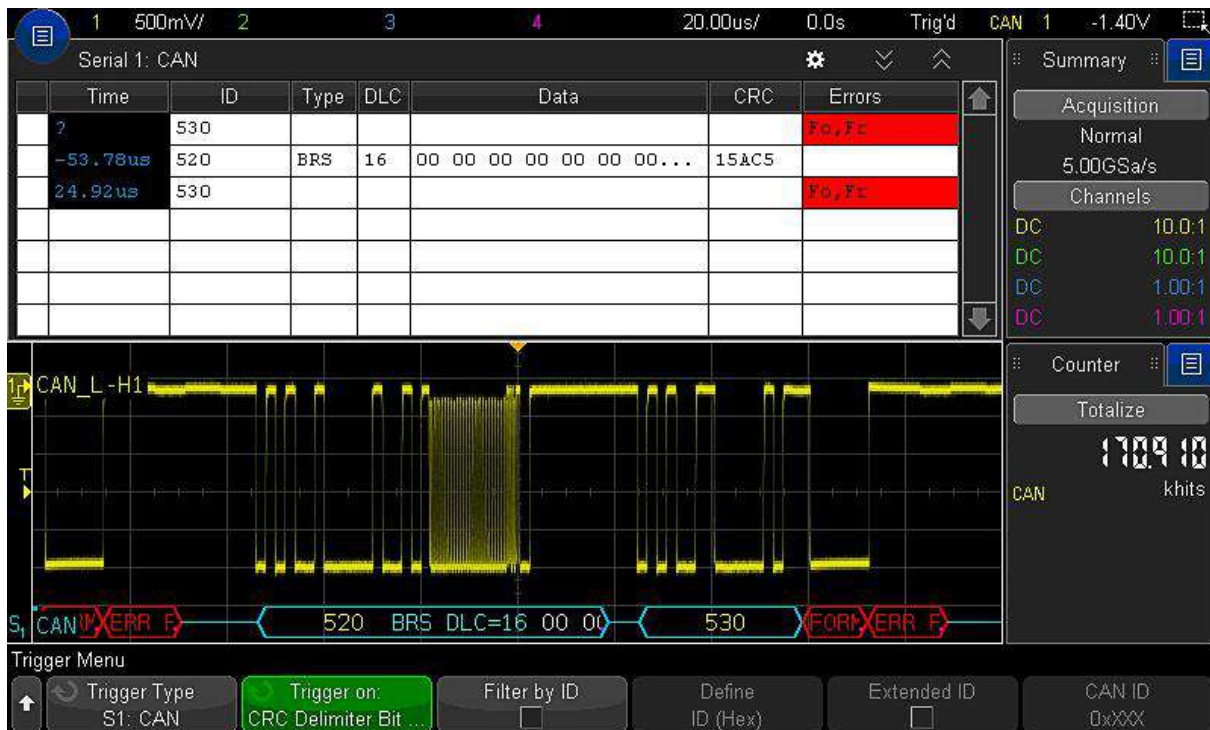 1 500mV/ 2 3 4 20.00us/ 0.0s Trig'd CAN 1 -1.40V
Serial 1: CAN
Time ID Type DLC Data CRC Errors
? 530 Fo,Fr
-53.78us 520 BRS 16 00 00 00 00 00 00 00... 15AC5
24.92us 530 Fo,Fr
Summary
Acquisition
Normal
5.00GSa/s
Channels
DC 10.0:1
DC 10.0:1
DC 1.00:1
DC 1.00:1
CAN_L-H1
T
S1 CAN ERR F 520 BRS DLC=16 00 00 530 FORM ERR F
Counter
Totalize
170.910
CAN khits
Trigger Menu
Trigger Type
S1: CAN
Trigger on:
CRC Delimiter Bit ...
Filter by ID
Define
ID (Hex)
Extended ID
CAN ID
0xXXX